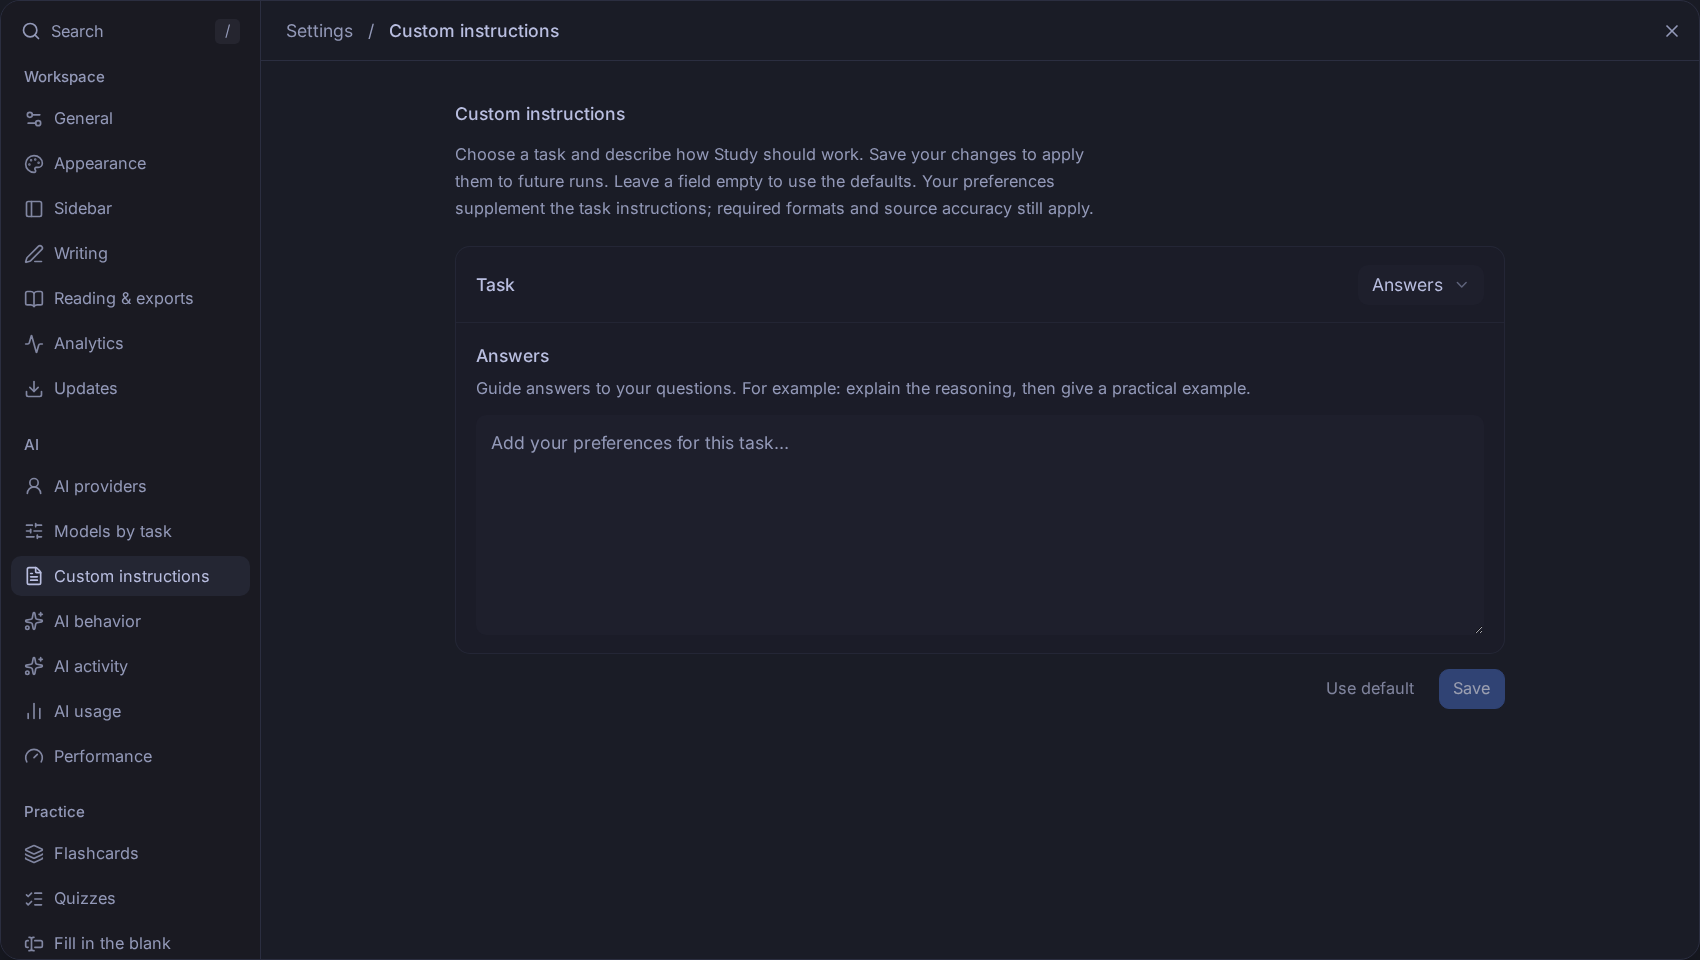 Search /
Workspace
General
Appearance
Sidebar
Writing
Reading & exports
Analytics
Updates
AI
AI providers
Models by task
Custom instructions
AI behavior
AI activity
AI usage
Performance
Practice
Flashcards
Quizzes
Fill in the blank
Settings / Custom instructions
Custom instructions
Choose a task and describe how Study should work. Save your changes to apply
them to future runs. Leave a field empty to use the defaults. Your preferences
supplement the task instructions; required formats and source accuracy still apply.
Task
Answers
Answers
Guide answers to your questions. For example: explain the reasoning, then give a practical example.
Add your preferences for this task...
Use default
Save